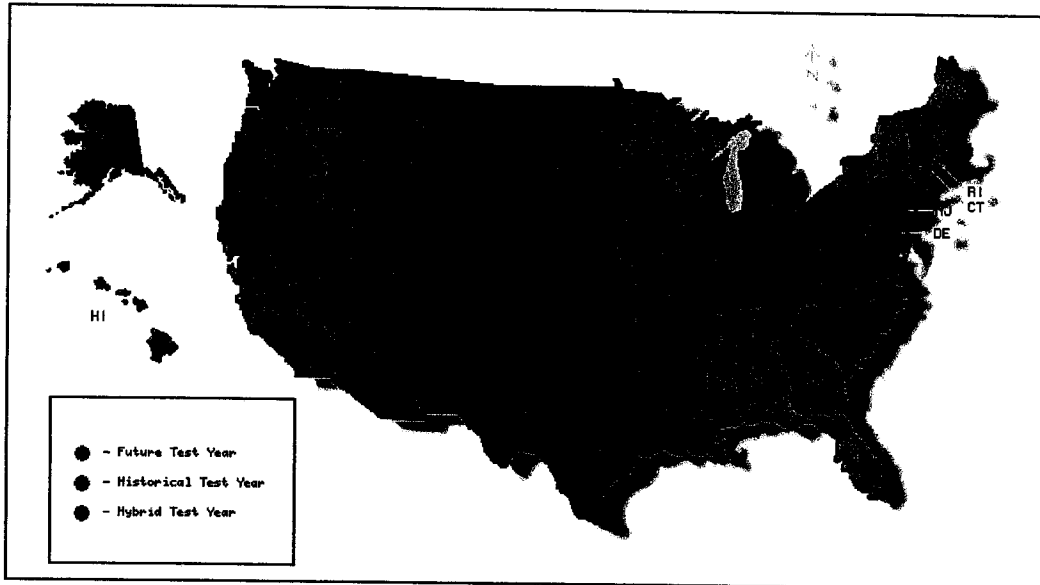 N
RI
NJ CT
DE
HI
- Future Test Year
- Historical Test Year
- Hybrid Test Year